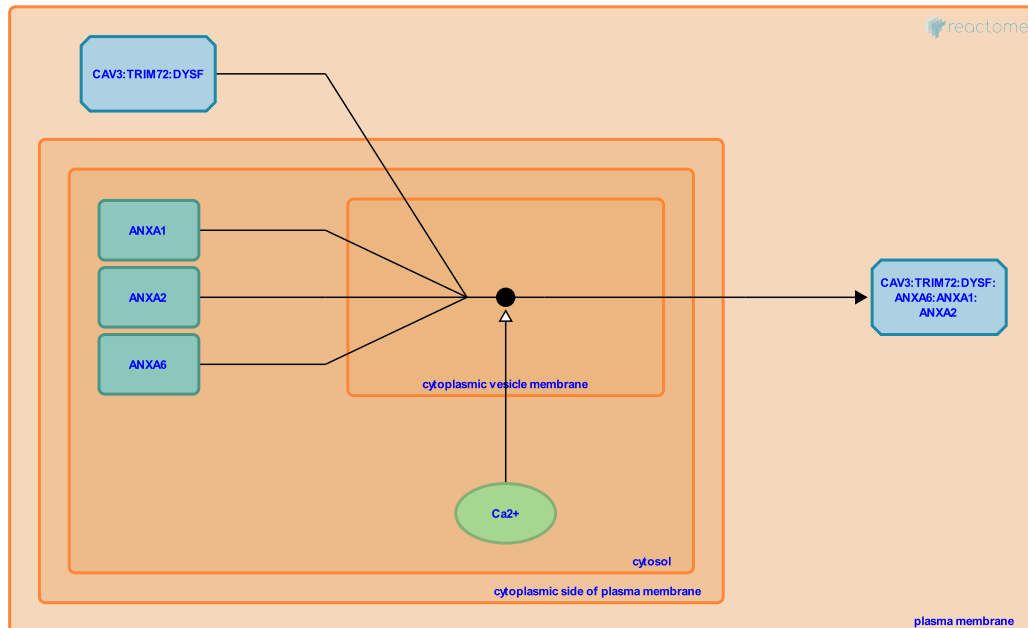 reactome
CAV3:TRIM72:DYSF
ANXA1
ANXA2
ANXA6
CAV3:TRIM72:DYSF:
ANXA6:ANXA1:
ANXA2
cytoplasmic vesicle membrane
Ca2+
cytosol
cytoplasmic side of plasma membrane
plasma membrane